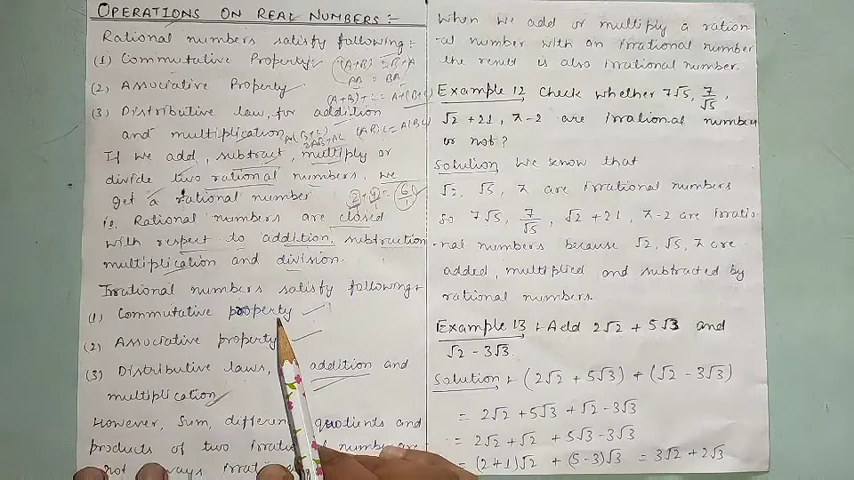 OPERATIONS ON REAL NUMBERS :-
Rational numbers satisfy following:-
(1) Commutative Property: (A+B) = B+A
AB = BA
(2) Associative Property
(A+B)+C = A+(B+C)
(3) Distributive law, for addition
and multiplication
If we add, subtract, multiply or
divide two rational numbers, we
get a rational number
ie. Rational numbers are closed
with respect to addition, subtraction
multiplication and division.
Irrational numbers satisfy following:-
(1) Commutative property
(2) Associative property
(3) Distributive laws, addition and
multiplication
However, Sum, quotients and
products of two number are
not
When we add or multiply a ration
-al number with an irrational number
the result is also irrational number.
Example 12, Check whether 7√5, 7/√5,
√2 + 21, π-2 are irrational numbers
or not?
Solution We know that
√2, √5, π are irrational numbers
so 7√5, 7/√5, √2 + 21, π-2 are irratio-
-nal numbers because √2, √5, π are
added, multiplied and subtracted by
rational numbers.
Example 13 :- Add 2√2 + 5√3 and
√2 - 3√3.
Solution :- (2√2 + 5√3) + (√2 - 3√3)
= 2√2 + 5√3 + √2 - 3√3
= 2√2 + √2 + 5√3 - 3√3
= (2+1)√2 + (5-3)√3 = 3√2 + 2√3